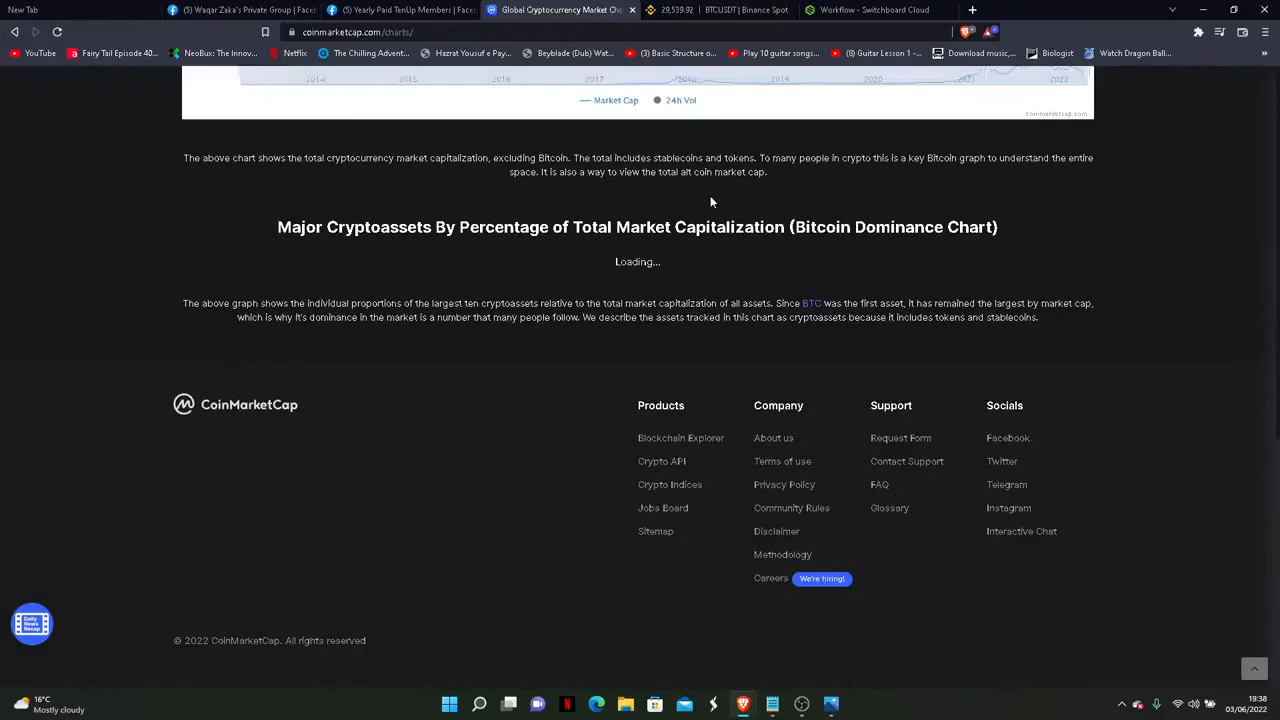 New Tab
(5) Waqar Zaka's Private Group | Face
(5) Yearly Paid TenUp Members | Face
Global Cryptocurrency Market Cha
29,539.92 | BTCUSDT | Binance Spot
Workflow - Switchboard Cloud
coinmarketcap.com/charts/
YouTube
Fairy Tail Episode 40...
NeoBux: The Innov...
Netflix
The Chilling Advent...
Hazrat Yousuf e Pay...
Beyblade (Dub) Wat...
(3) Basic Structure o...
Play 10 guitar songs...
(8) Guitar Lesson 1 -...
Download music,...
Biologist
Watch Dragon Ball...
2014 2015 2016 2017 2018 2019 2020 2021 2022
Market Cap 24h Vol
coinmarketcap.com
The above chart shows the total cryptocurrency market capitalization, excluding Bitcoin. The total includes stablecoins and tokens. To many people in crypto this is a key Bitcoin graph to understand the entire
space. It is also a way to view the total alt coin market cap.
Major Cryptoassets By Percentage of Total Market Capitalization (Bitcoin Dominance Chart)
Loading...
The above graph shows the individual proportions of the largest ten cryptoassets relative to the total market capitalization of all assets. Since BTC was the first asset, it has remained the largest by market cap,
which is why it's dominance in the market is a number that many people follow. We describe the assets tracked in this chart as cryptoassets because it includes tokens and stablecoins.
CoinMarketCap
Products
Blockchain Explorer
Crypto API
Crypto Indices
Jobs Board
Sitemap
Company
About us
Terms of use
Privacy Policy
Community Rules
Disclaimer
Methodology
Careers We're hiring!
Support
Request Form
Contact Support
FAQ
Glossary
Socials
Facebook
Twitter
Telegram
Instagram
Interactive Chat
Daily
News
Recap
© 2022 CoinMarketCap. All rights reserved
16°C
Mostly cloudy
19:38
03/06/2022